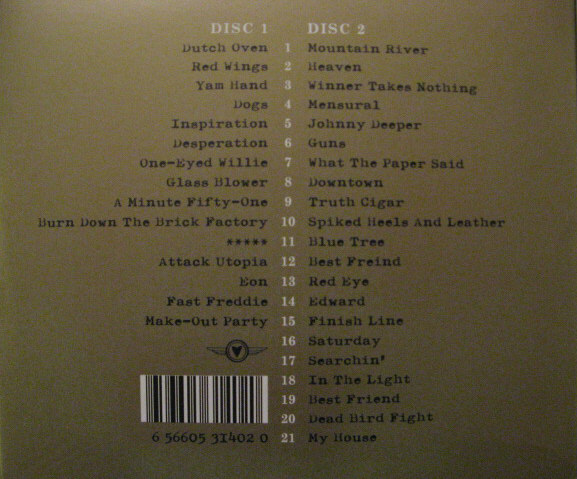 DISC 1 DISC 2
Dutch Oven 1 Mountain River
Red Wings 2 Heaven
Yam Hand 3 Winner Takes Nothing
Dogs 4 Mensural
Inspiration 5 Johnny Deeper
Desperation 6 Guns
One-Eyed Willie 7 What The Paper Said
Glass Blower 8 Downtown
A Minute Fifty-One 9 Truth Cigar
Burn Down The Brick Factory 10 Spiked Heels And Leather
***** 11 Blue Tree
Attack Utopia 12 Best Freind
Eon 13 Red Eye
Fast Freddie 14 Edward
Make-Out Party 15 Finish Line
16 Saturday
17 Searchin'
18 In The Light
19 Best Friend
20 Dead Bird Fight
6 56605 31402 0 21 My House